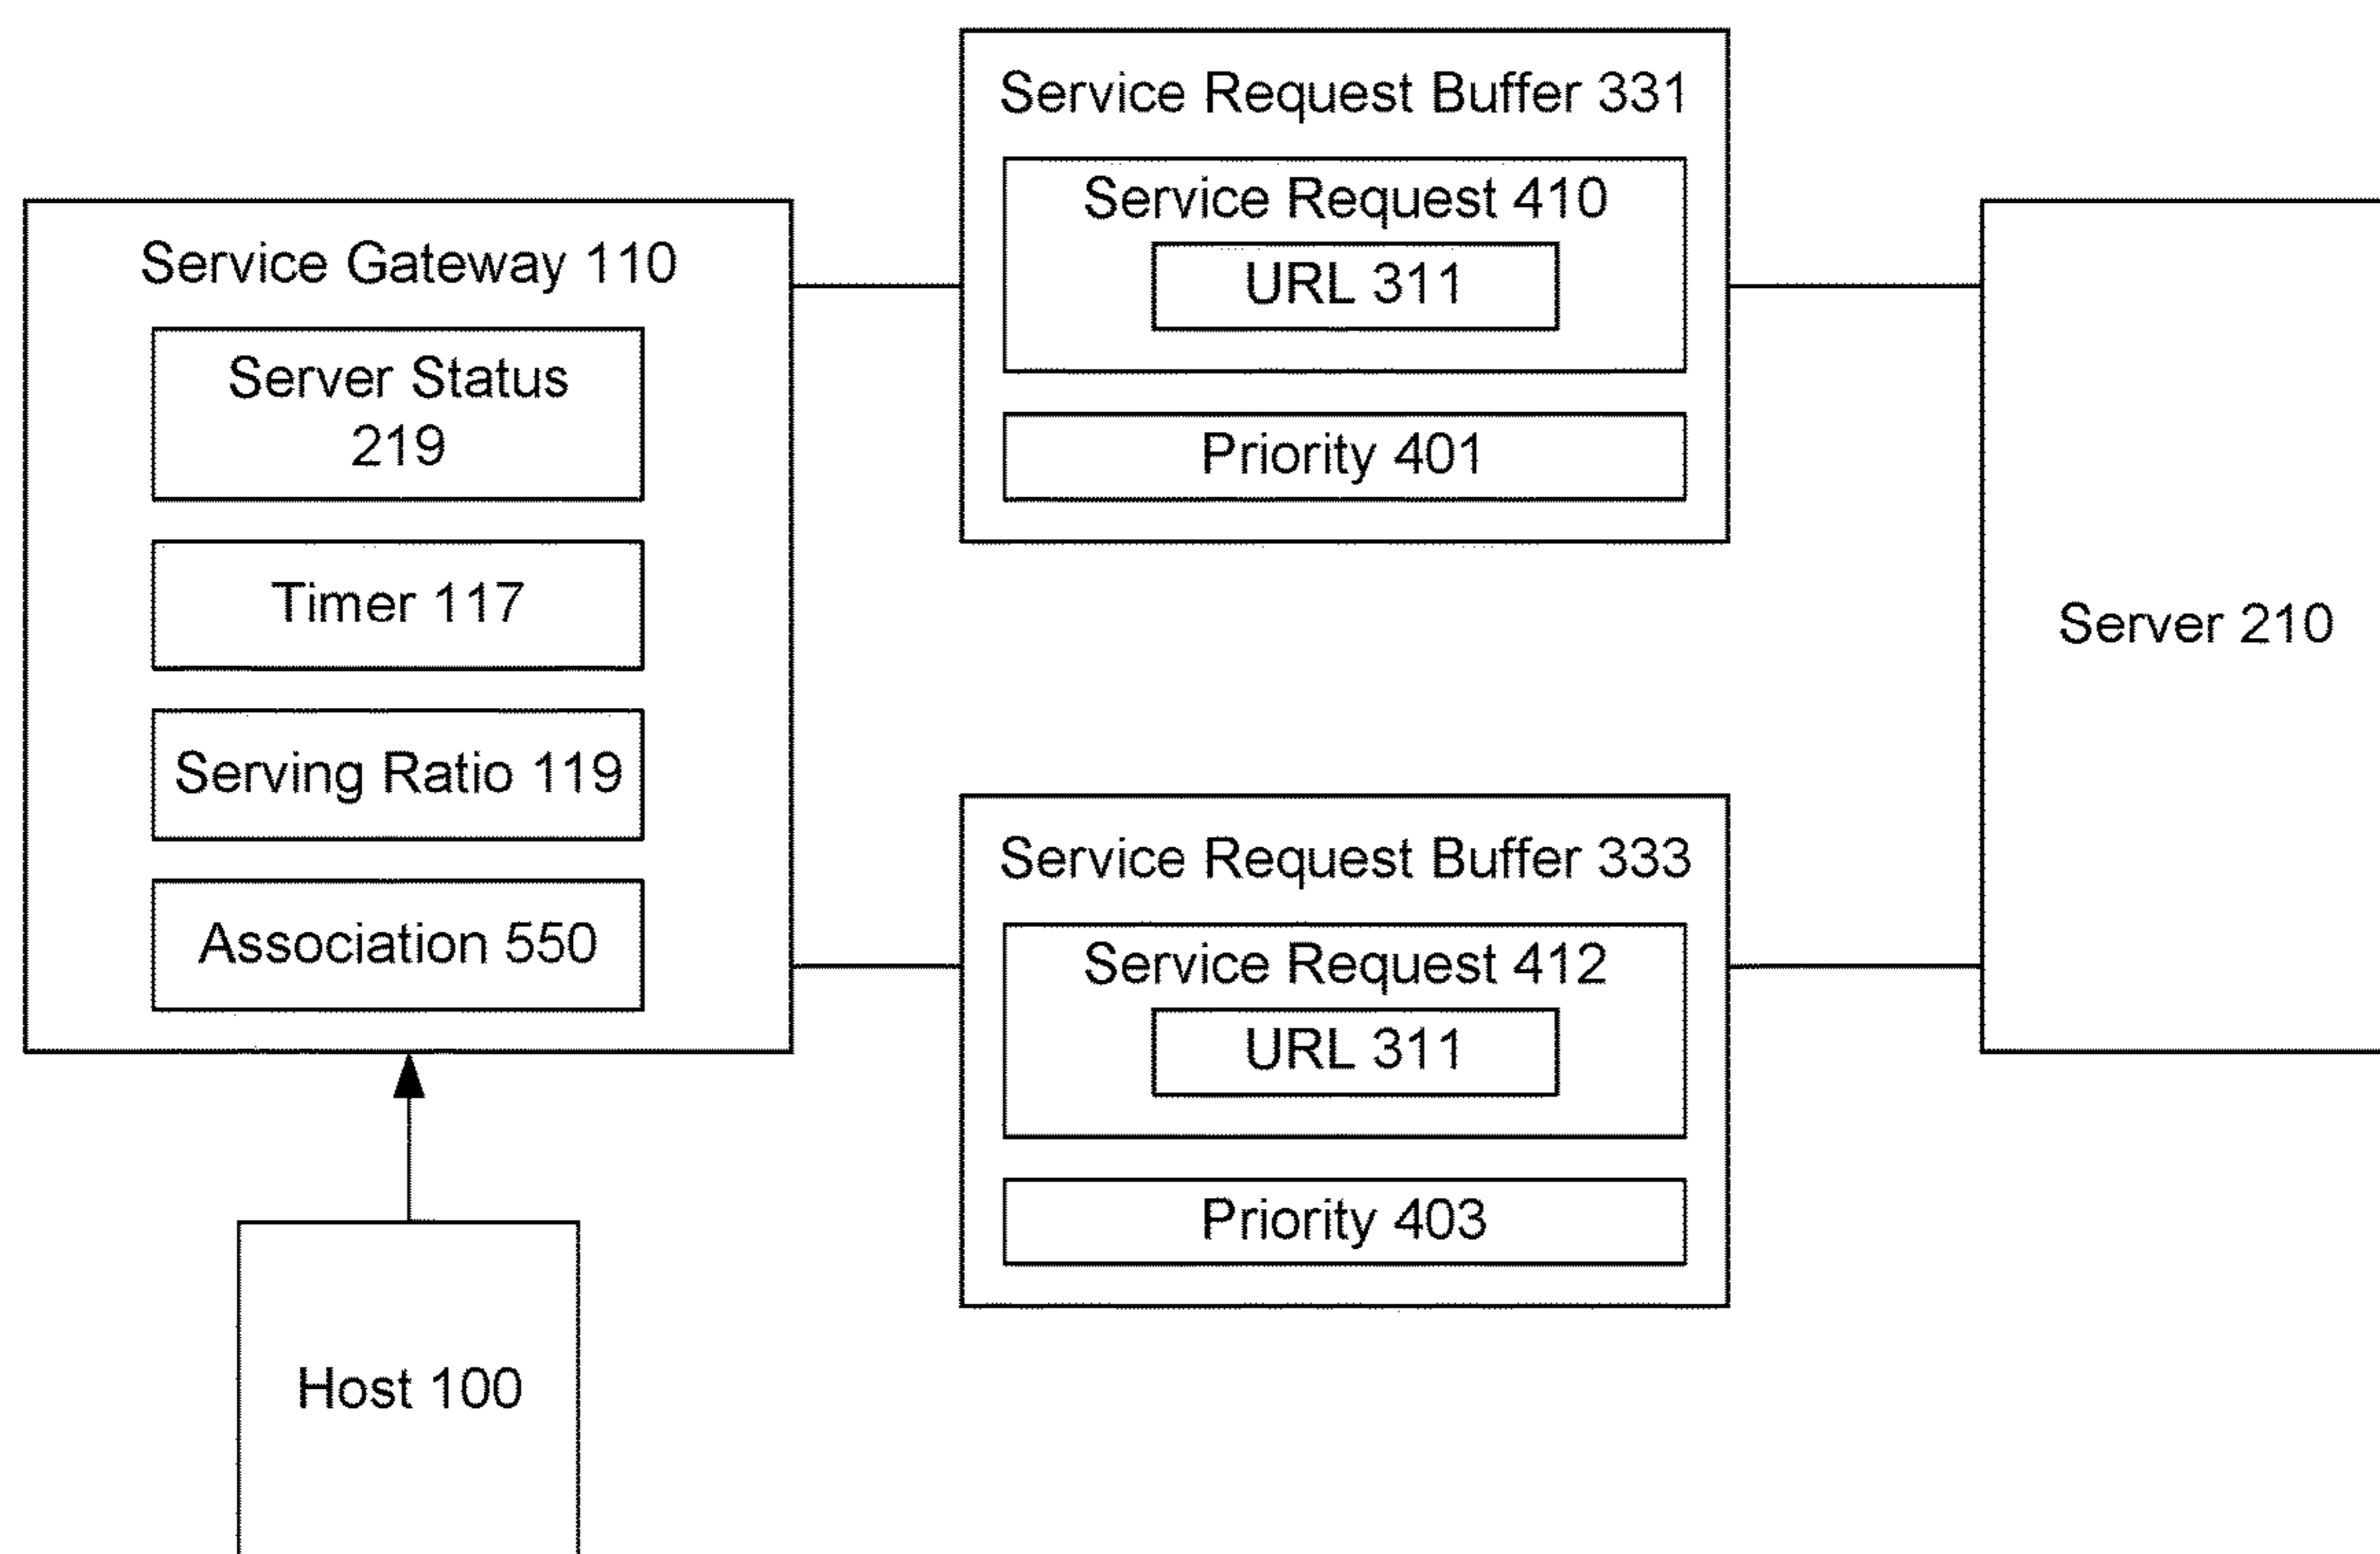 Service Gateway 110
Server Status
219
Timer 117
Serving Ratio 119
Association 550
Host 100
Service Request Buffer 331
Service Request 410
URL 311
Priority 401
Service Request Buffer 333
Service Request 412
URL 311
Priority 403
Server 210